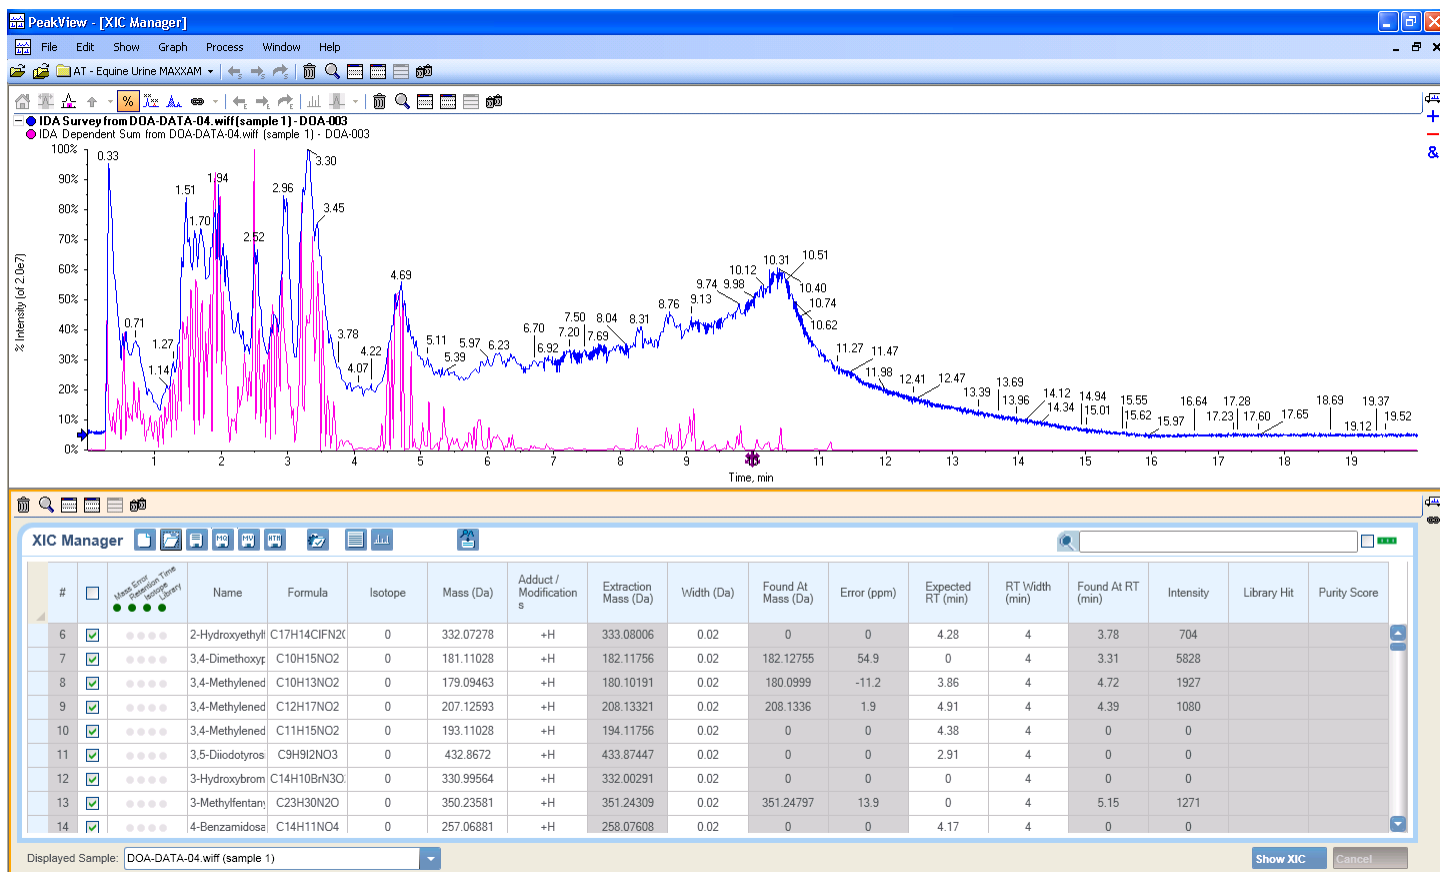 PeakView - [XIC Manager]
File Edit Show Graph Process Window Help
AT - Equine Urine MAXXAM
%
IDA Survey from DOA-DATA-04.wiff (sample 1) - DOA-003
IDA Dependent Sum from DOA-DATA-04.wiff (sample 1) - DOA-003
% Intensity (of 2.0e7)
100%
90%
80%
70%
60%
50%
40%
30%
20%
10%
0%
0.33 0.71 1.14 1.27 1.51 1.70 1.94 2.52 2.96 3.30 3.45 3.78 4.07 4.22 4.69 5.11 5.39 5.97 6.23 6.70 6.92 7.20 7.50 7.69 8.04 8.31 8.76 9.13 9.74 9.98 10.12 10.31 10.51 10.40 10.74 10.62 11.27 11.47 11.98 12.41 12.47 13.39 13.69 13.96 14.12 14.34 14.94 15.01 15.55 15.62 15.97 16.64 17.23 17.28 17.60 17.65 18.69 19.12 19.37 19.52
1 2 3 4 5 6 7 8 9 11 12 13 14 15 16 17 18 19
Time, min
&
XIC Manager MQ MV
# Mass Error Retention Time Isotope Library Name Formula Isotope Mass (Da) Adduct / Modifications Extraction Mass (Da) Width (Da) Found At Mass (Da) Error (ppm) Expected RT (min) RT Width (min) Found At RT (min) Intensity Library Hit Purity Score
6 2-Hydroxyethyl C17H14ClFN2 0 332.07278 +H 333.08006 0.02 0 0 4.28 4 3.78 704
7 3,4-Dimethoxyp C10H15NO2 0 181.11028 +H 182.11756 0.02 182.12755 54.9 0 4 3.31 5828
8 3,4-Methylened C10H13NO2 0 179.09463 +H 180.10191 0.02 180.0999 -11.2 3.86 4 4.72 1927
9 3,4-Methylened C12H17NO2 0 207.12593 +H 208.13321 0.02 208.1336 1.9 4.91 4 4.39 1080
10 3,4-Methylened C11H15NO2 0 193.11028 +H 194.11756 0.02 0 0 4.38 4 0 0
11 3,5-Diiodotyros C9H9I2NO3 0 432.8672 +H 433.87447 0.02 0 0 2.91 4 0 0
12 3-Hydroxybrom C14H10BrN3O 0 330.99564 +H 332.00291 0.02 0 0 0 4 0 0
13 3-Methylfentany C23H30N2O 0 350.23581 +H 351.24309 0.02 351.24797 13.9 0 4 5.15 1271
14 4-Benzamidosa C14H11NO4 0 257.06881 +H 258.07608 0.02 0 0 4.17 4 0 0
Displayed Sample: DOA-DATA-04.wiff (sample 1) Show XIC Cancel